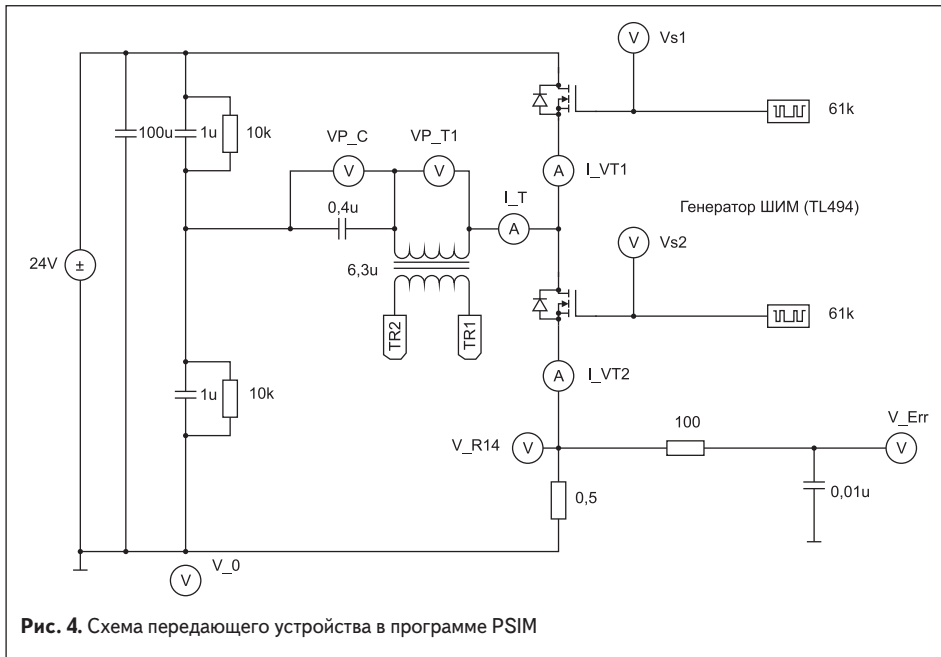 Vs1
61k
100u
1u
10k
VP_C
VP_T1
V
V
V
I_VT1
A
I_T
A
0,4u
Генератор ШИМ (TL494)
V
Vs2
24V
±
6,3u
TR2
TR1
61k
1u
10k
A
I_VT2
V_R14
V
100
V_Err
V
0,5
0,01u
V_0
V
Рис. 4. Схема передающего устройства в программе PSIM